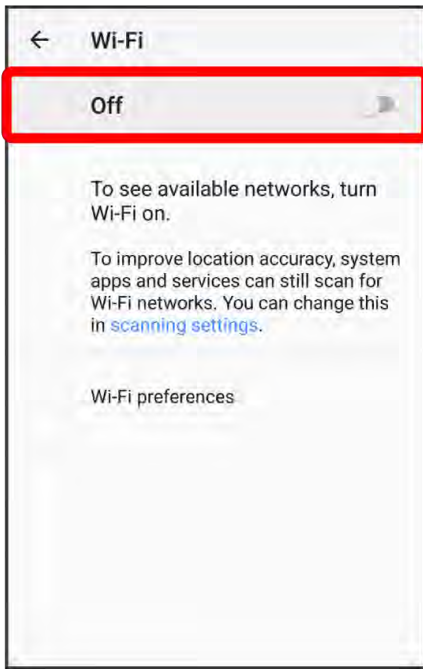 Wi-Fi
Off
To see available networks, turn
Wi-Fi on.
To improve location accuracy, system
apps and services can still scan for
Wi-Fi networks. You can change this
in scanning settings.
Wi-Fi preferences